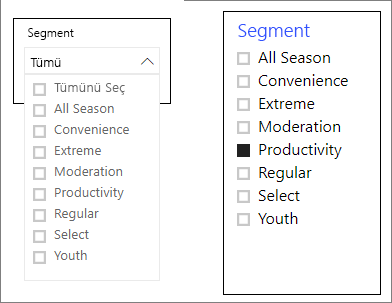 Segment
Tümü
Tümünü Seç
All Season
Convenience
Extreme
Moderation
Productivity
Regular
Select
Youth
Segment
All Season
Convenience
Extreme
Moderation
Productivity
Regular
Select
Youth